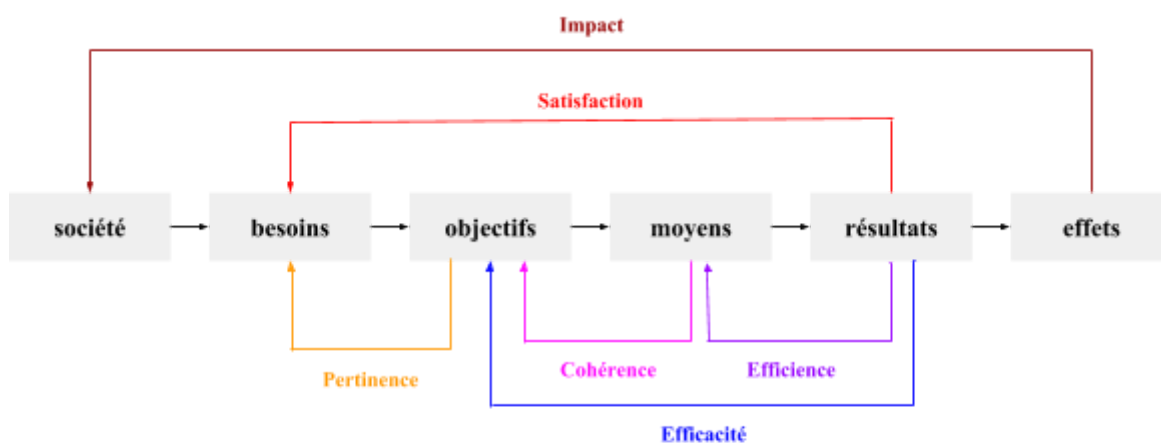 Impact
Satisfaction
société
besoins
objectifs
moyens
résultats
effets
Pertinence
Cohérence
Efficience
Efficacité